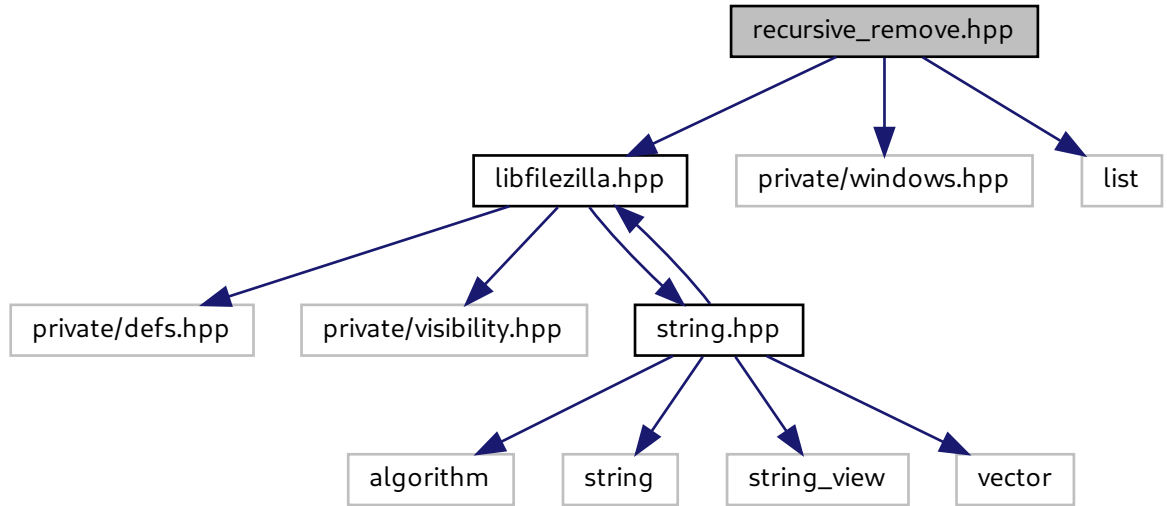 recursive_remove.hpp
libfilezilla.hpp
private/windows.hpp
list
private/defs.hpp
private/visibility.hpp
string.hpp
algorithm
string
string_view
vector